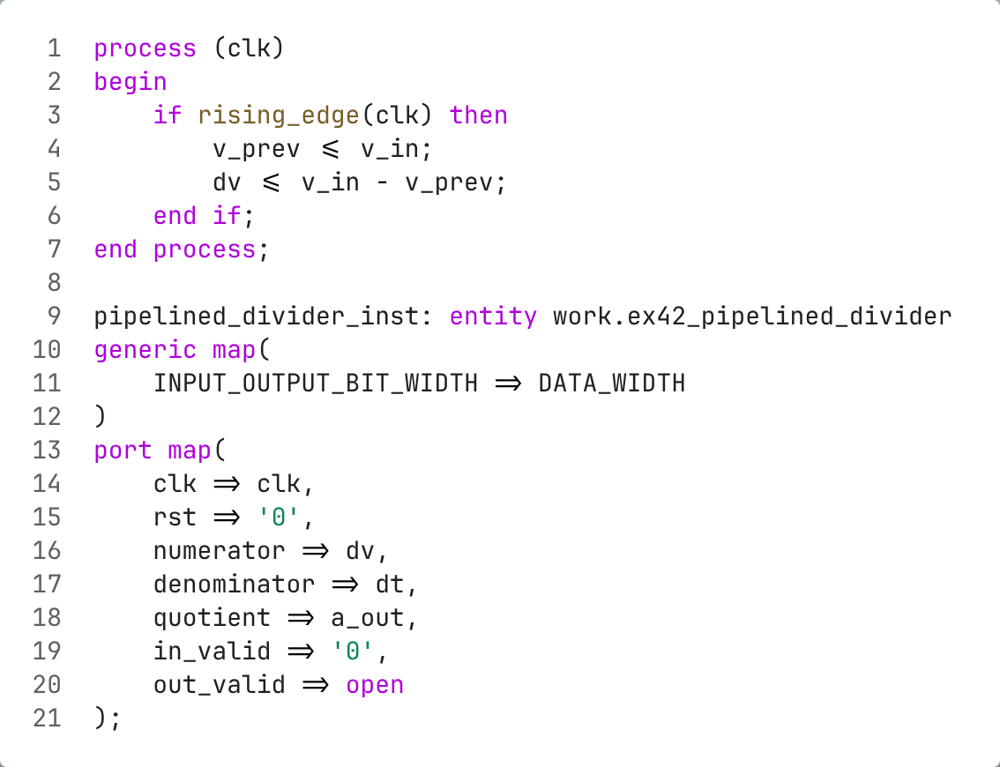 1 process (clk)
2 begin
3     if rising_edge(clk) then
4         v_prev <= v_in;
5         dv <= v_in - v_prev;
6     end if;
7 end process;
8
9 pipelined_divider_inst: entity work.ex42_pipelined_divider
10 generic map(
11     INPUT_OUTPUT_BIT_WIDTH => DATA_WIDTH
12 )
13 port map(
14     clk => clk,
15     rst => '0',
16     numerator => dv,
17     denominator => dt,
18     quotient => a_out,
19     in_valid => '0',
20     out_valid => open
21 );